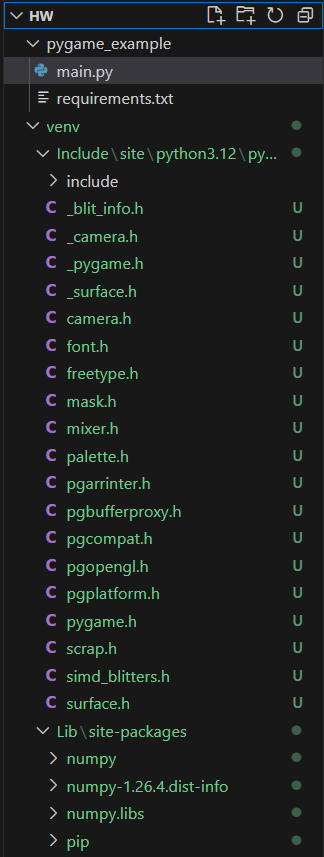 HW
pygame_example
main.py
requirements.txt
venv
Include\site\python3.12\py...
include
C _blit_info.h U
C _camera.h U
C _pygame.h U
C _surface.h U
C camera.h U
C font.h U
C freetype.h U
C mask.h U
C mixer.h U
C palette.h U
C pgarrinter.h U
C pgbufferproxy.h U
C pgcompat.h U
C pgopengl.h U
C pgplatform.h U
C pygame.h U
C scrap.h U
C simd_blitters.h U
C surface.h U
Lib\site-packages
numpy
numpy-1.26.4.dist-info
numpy.libs
pip